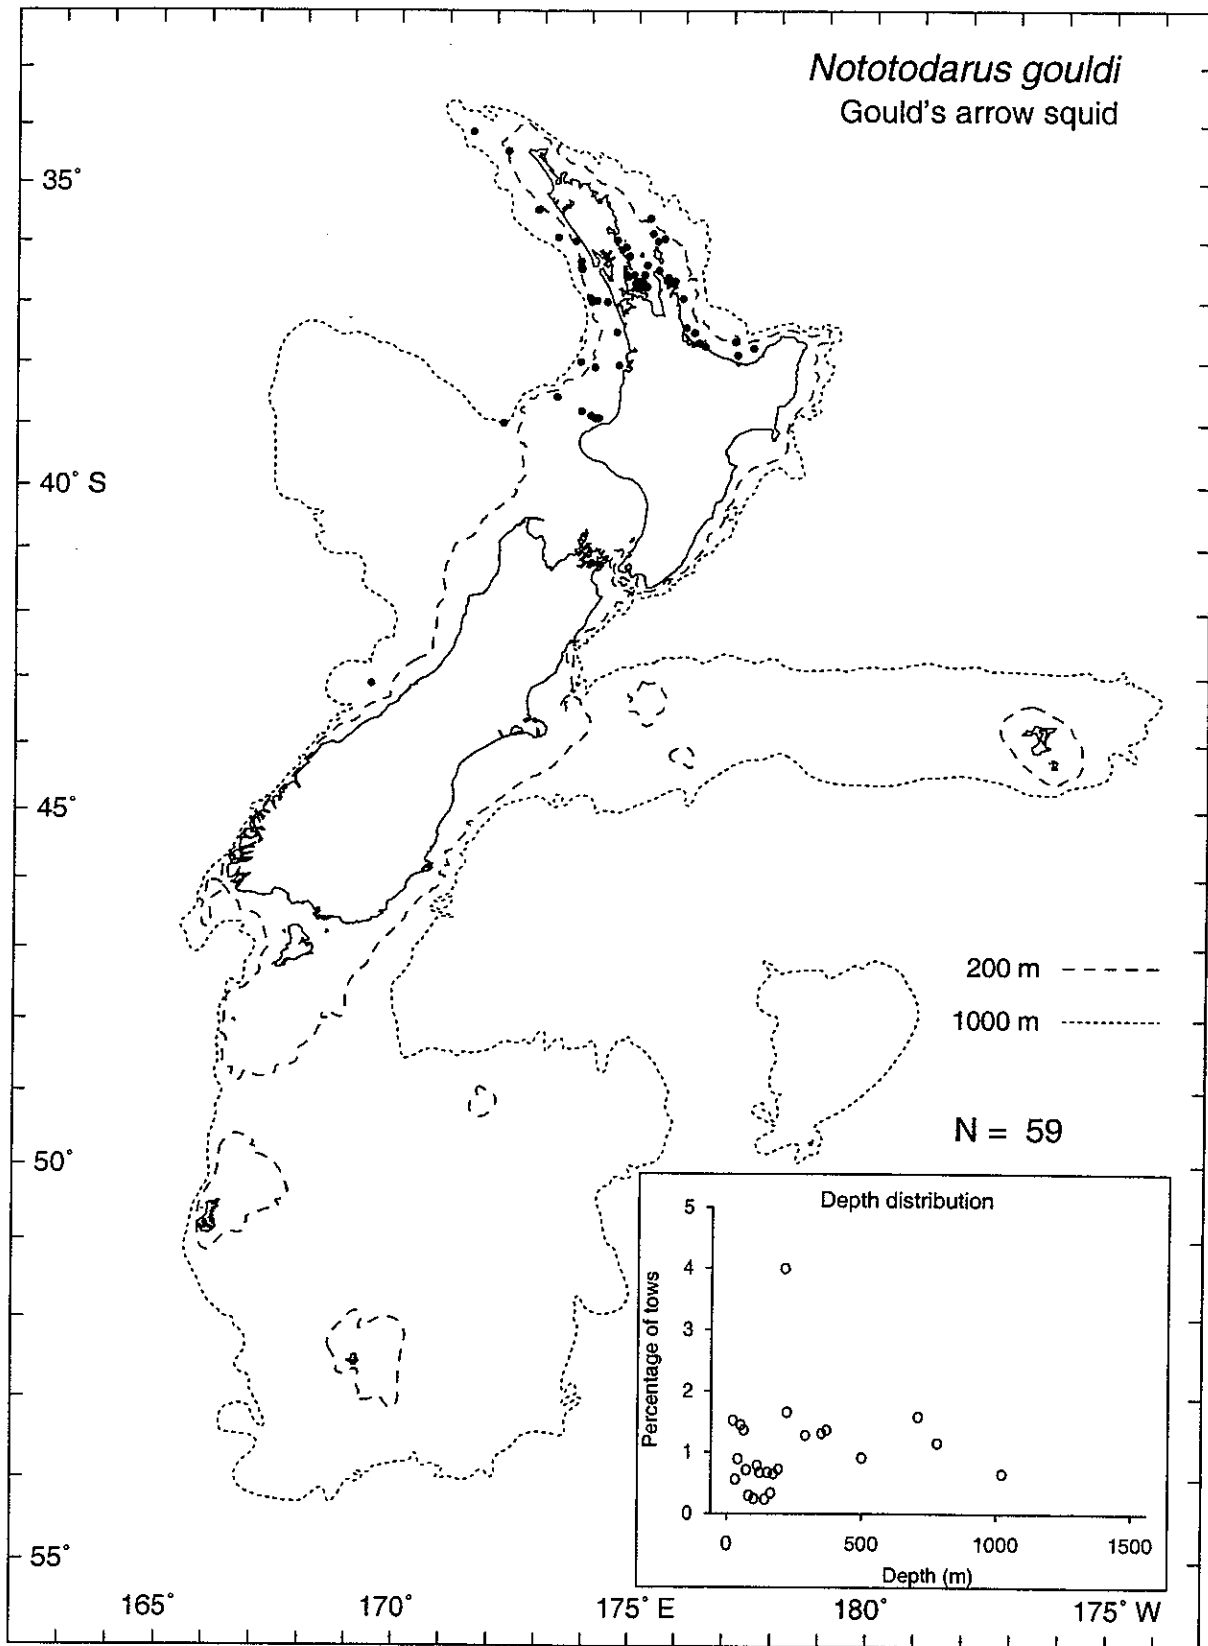 Nototodarus gouldi
Gould's arrow squid
35°
40° S
45°
50°
55°
200 m
1000 m
N = 59
Depth distribution
Percentage of tows
5
4
3
2
1
0
0 500 1000 1500
Depth (m)
165° 170° 175° E 180° 175° W